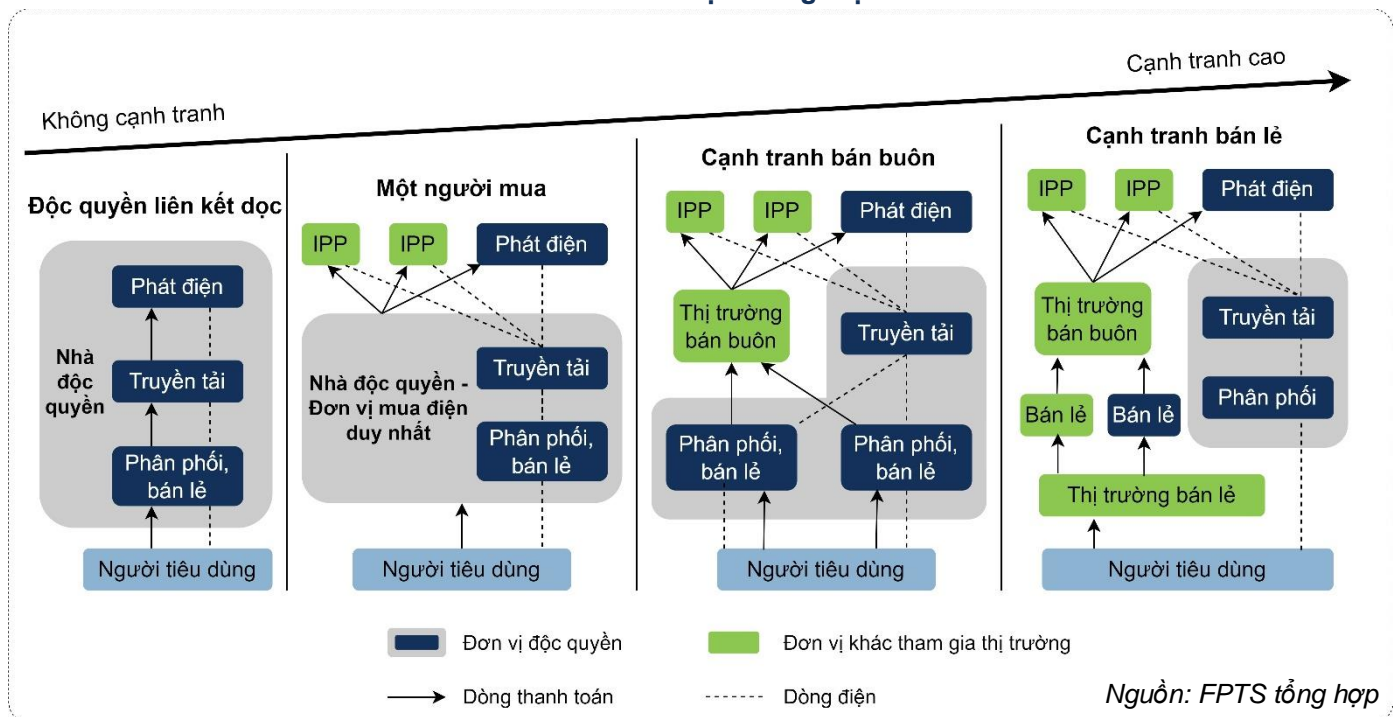 Cạnh tranh cao
Không cạnh tranh
Độc quyền liên kết dọc
Phát điện
Nhà
độc
quyền
Truyền tải
Phân phối,
bán lẻ
Người tiêu dùng
Một người mua
IPP
IPP
Phát điện
Nhà độc quyền -
Đơn vị mua điện
duy nhất
Truyền tải
Phân phối,
bán lẻ
Người tiêu dùng
Cạnh tranh bán buôn
IPP
IPP
Phát điện
Thị trường
bán buôn
Truyền tải
Phân phối,
bán lẻ
Phân phối,
bán lẻ
Người tiêu dùng
Cạnh tranh bán lẻ
IPP
IPP
Phát điện
Thị trường
bán buôn
Truyền tải
Bán lẻ
Bán lẻ
Phân phối
Thị trường bán lẻ
Người tiêu dùng
Đơn vị độc quyền
Đơn vị khác tham gia thị trường
Dòng thanh toán
Dòng điện
Nguồn: FPTS tổng hợp